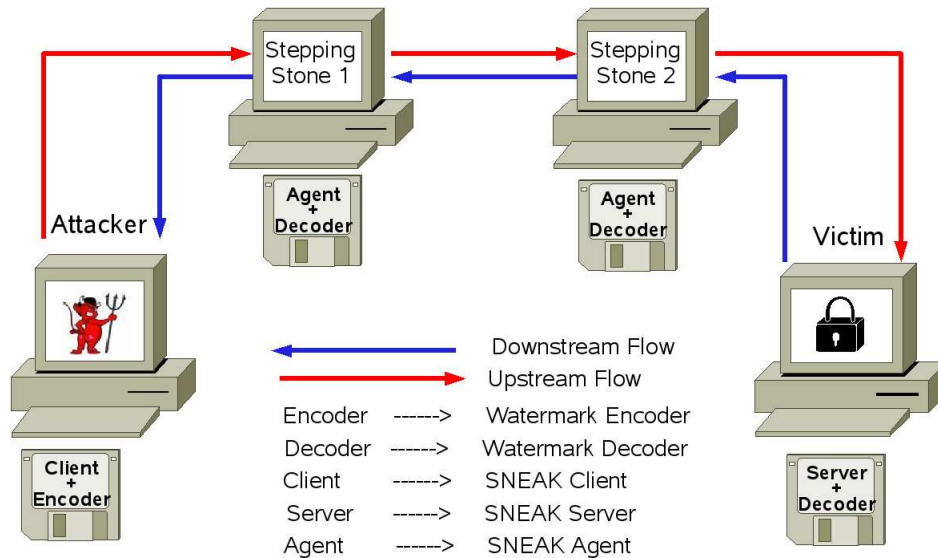 Stepping
Stone 1
Stepping
Stone 2
Agent
+
Decoder
Agent
+
Decoder
Attacker
Victim
Downstream Flow
Upstream Flow
Encoder ------> Watermark Encoder
Decoder ------> Watermark Decoder
Client ------> SNEAK Client
Server ------> SNEAK Server
Agent ------> SNEAK Agent
Client
+
Encoder
Server
+
Decoder